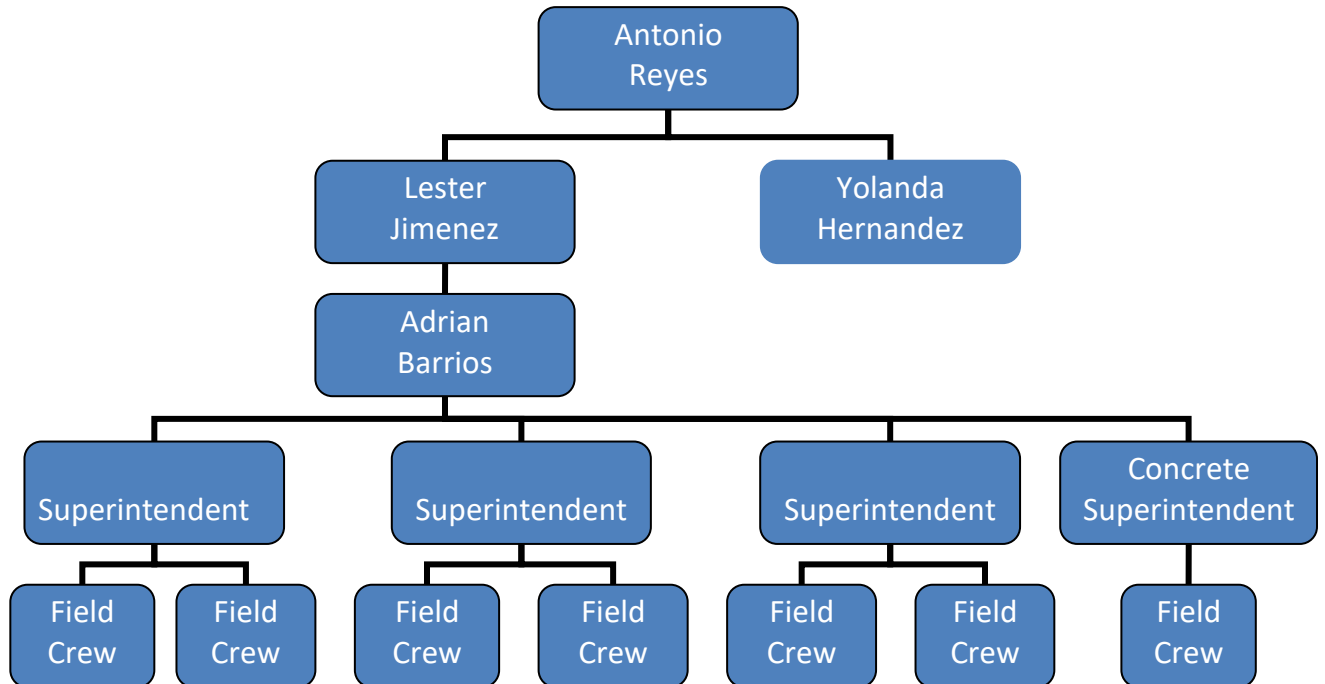 Antonio
Reyes
Lester
Jimenez
Yolanda
Hernandez
Adrian
Barrios
Superintendent
Superintendent
Superintendent
Concrete
Superintendent
Field
Crew
Field
Crew
Field
Crew
Field
Crew
Field
Crew
Field
Crew
Field
Crew